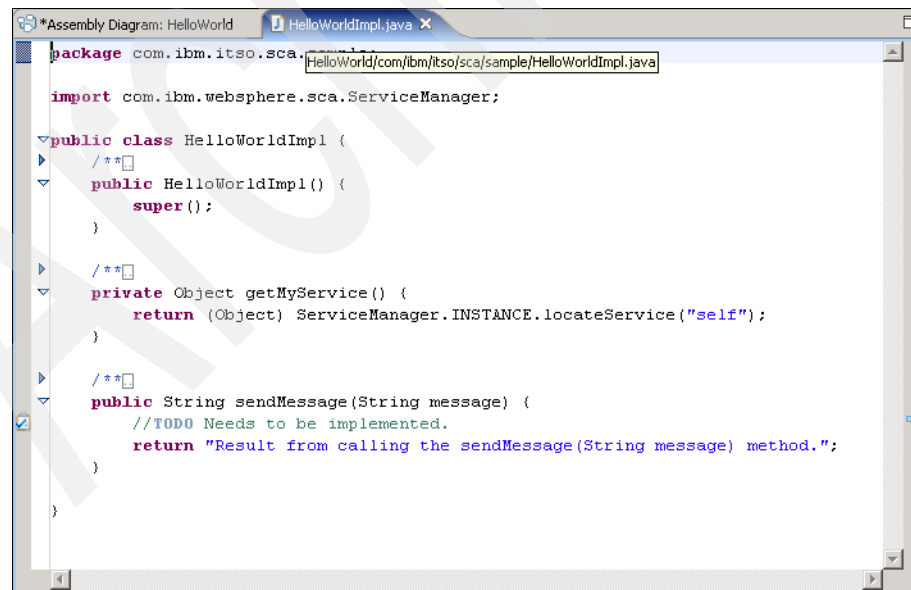 *Assembly Diagram: HelloWorld HelloWorldImpl.java
package com.ibm.itso.sca.sample;
HelloWorld/com/ibm/itso/sca/sample/HelloWorldImpl.java
import com.ibm.websphere.sca.ServiceManager;
public class HelloWorldImpl {
/**
public HelloWorldImpl() {
super();
}
/**
private Object getMyService() {
return (Object) ServiceManager.INSTANCE.locateService("self");
}
/**
public String sendMessage(String message) {
//TODO Needs to be implemented.
return "Result from calling the sendMessage(String message) method.";
}
}